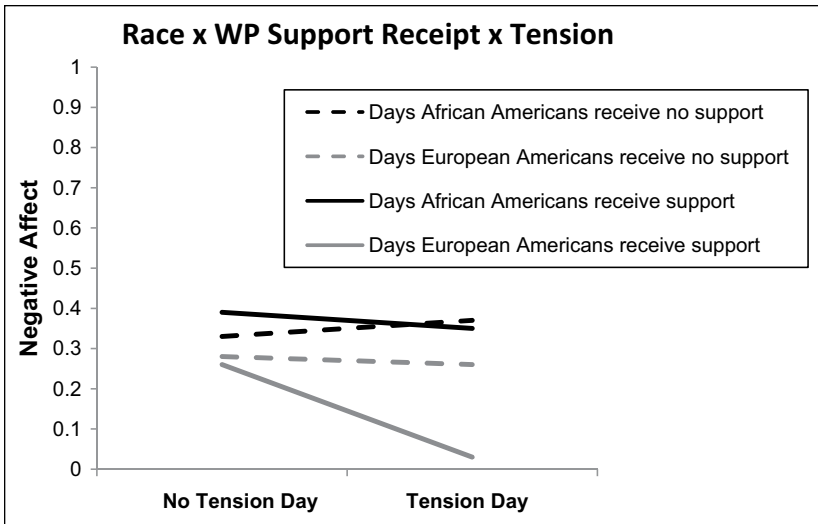 Race x WP Support Receipt x Tension
1
0.9
0.8
0.7
0.6
0.5
0.4
0.3
0.2
0.1
0
Negative Affect
Days African Americans receive no support
Days European Americans receive no support
Days African Americans receive support
Days European Americans receive support
No Tension Day
Tension Day